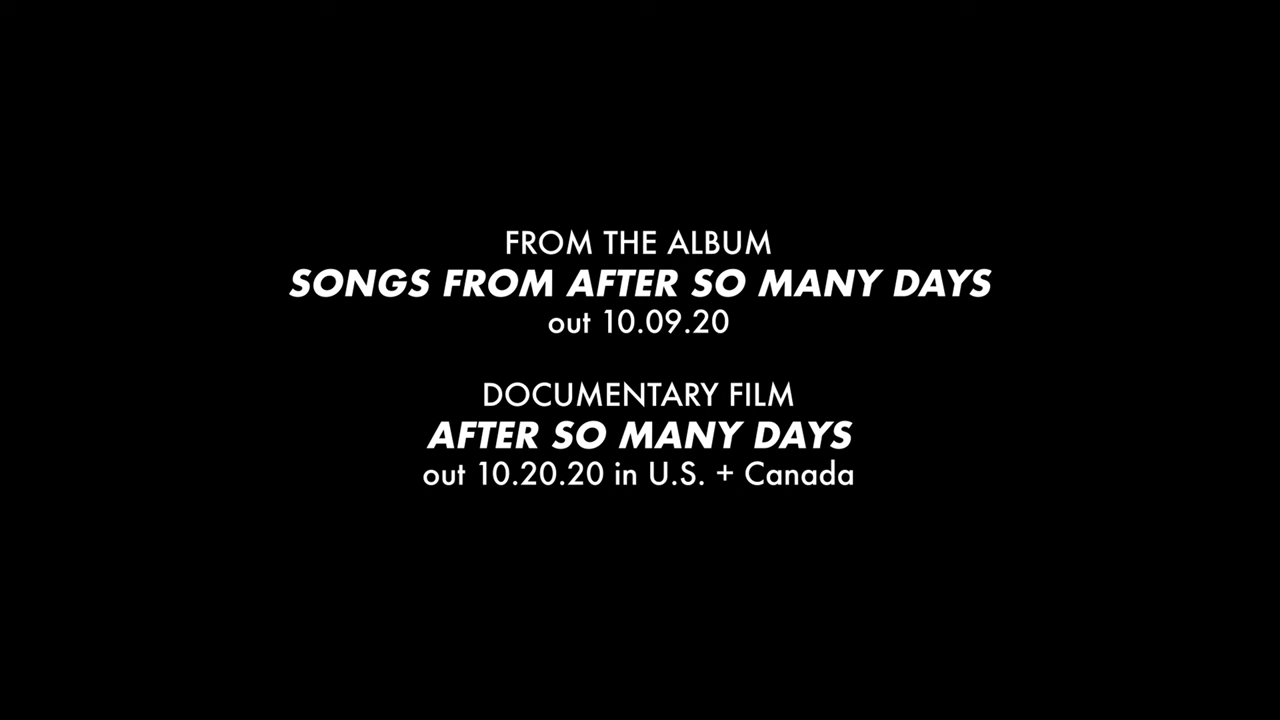 FROM THE ALBUM
SONGS FROM AFTER SO MANY DAYS
out 10.09.20
DOCUMENTARY FILM
AFTER SO MANY DAYS
out 10.20.20 in U.S. + Canada